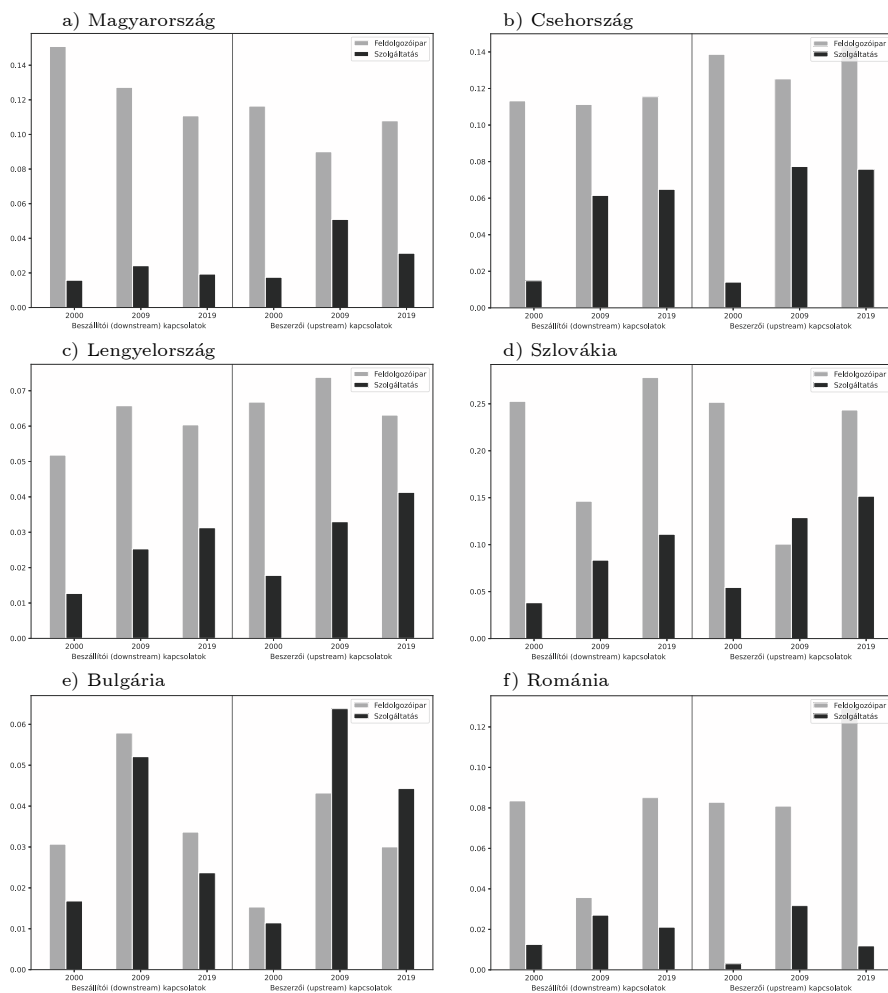 a) Magyarország
Feldolgozóipar
Szolgáltatás
0.14
0.12
0.10
0.08
0.06
0.04
0.02
0.00
2000 2009 2019 2000 2009 2019
Beszállítói (downstream) kapcsolatok Beszerzői (upstream) kapcsolatok
b) Csehország
Feldolgozóipar
Szolgáltatás
0.14
0.12
0.10
0.08
0.06
0.04
0.02
0.00
2000 2009 2019 2000 2009 2019
Beszállítói (downstream) kapcsolatok Beszerzői (upstream) kapcsolatok
c) Lengyelország
Feldolgozóipar
Szolgáltatás
0.07
0.06
0.05
0.04
0.03
0.02
0.01
0.00
2000 2009 2019 2000 2009 2019
Beszállítói (downstream) kapcsolatok Beszerzői (upstream) kapcsolatok
d) Szlovákia
Feldolgozóipar
Szolgáltatás
0.25
0.20
0.15
0.10
0.05
0.00
2000 2009 2019 2000 2009 2019
Beszállítói (downstream) kapcsolatok Beszerzői (upstream) kapcsolatok
e) Bulgária
Feldolgozóipar
Szolgáltatás
0.06
0.05
0.04
0.03
0.02
0.01
0.00
2000 2009 2019 2000 2009 2019
Beszállítói (downstream) kapcsolatok Beszerzői (upstream) kapcsolatok
f) Románia
Feldolgozóipar
Szolgáltatás
0.12
0.10
0.08
0.06
0.04
0.02
0.00
2000 2009 2019 2000 2009 2019
Beszállítói (downstream) kapcsolatok Beszerzői (upstream) kapcsolatok